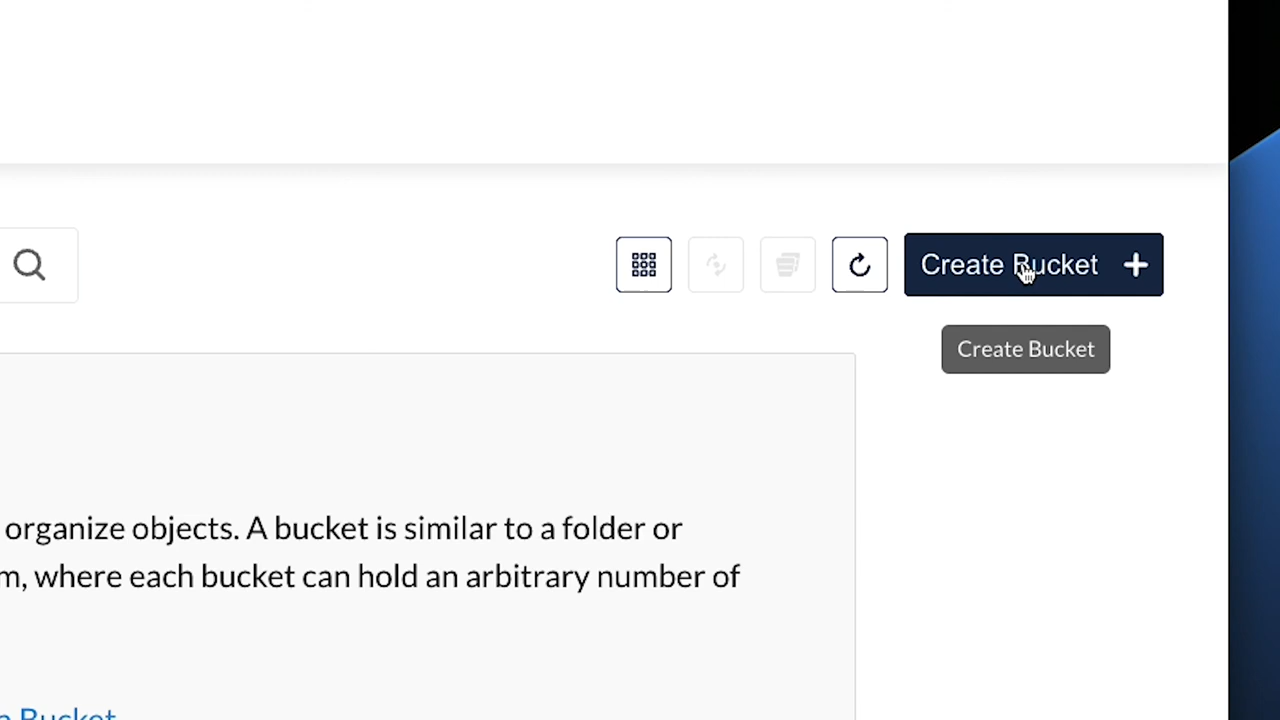 Create Bucket
Create Bucket
organize objects. A bucket is similar to a folder or
where each bucket can hold an arbitrary number of
Bucket